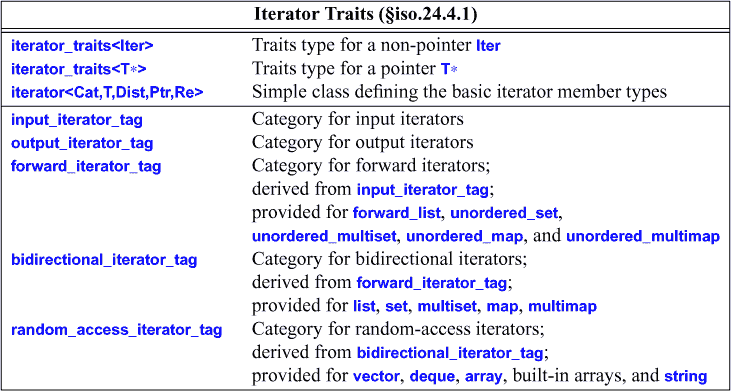 Iterator Traits (§iso.24.4.1)
iterator_traits<Iter> Traits type for a non-pointer Iter
iterator_traits<T*> Traits type for a pointer T*
iterator<Cat,T,Dist,Ptr,Re> Simple class defining the basic iterator member types
input_iterator_tag Category for input iterators
output_iterator_tag Category for output iterators
forward_iterator_tag Category for forward iterators;
derived from input_iterator_tag;
provided for forward_list, unordered_set,
unordered_multiset, unordered_map, and unordered_multimap
bidirectional_iterator_tag Category for bidirectional iterators;
derived from forward_iterator_tag;
provided for list, set, multiset, map, multimap
random_access_iterator_tag Category for random-access iterators;
derived from bidirectional_iterator_tag;
provided for vector, deque, array, built-in arrays, and string